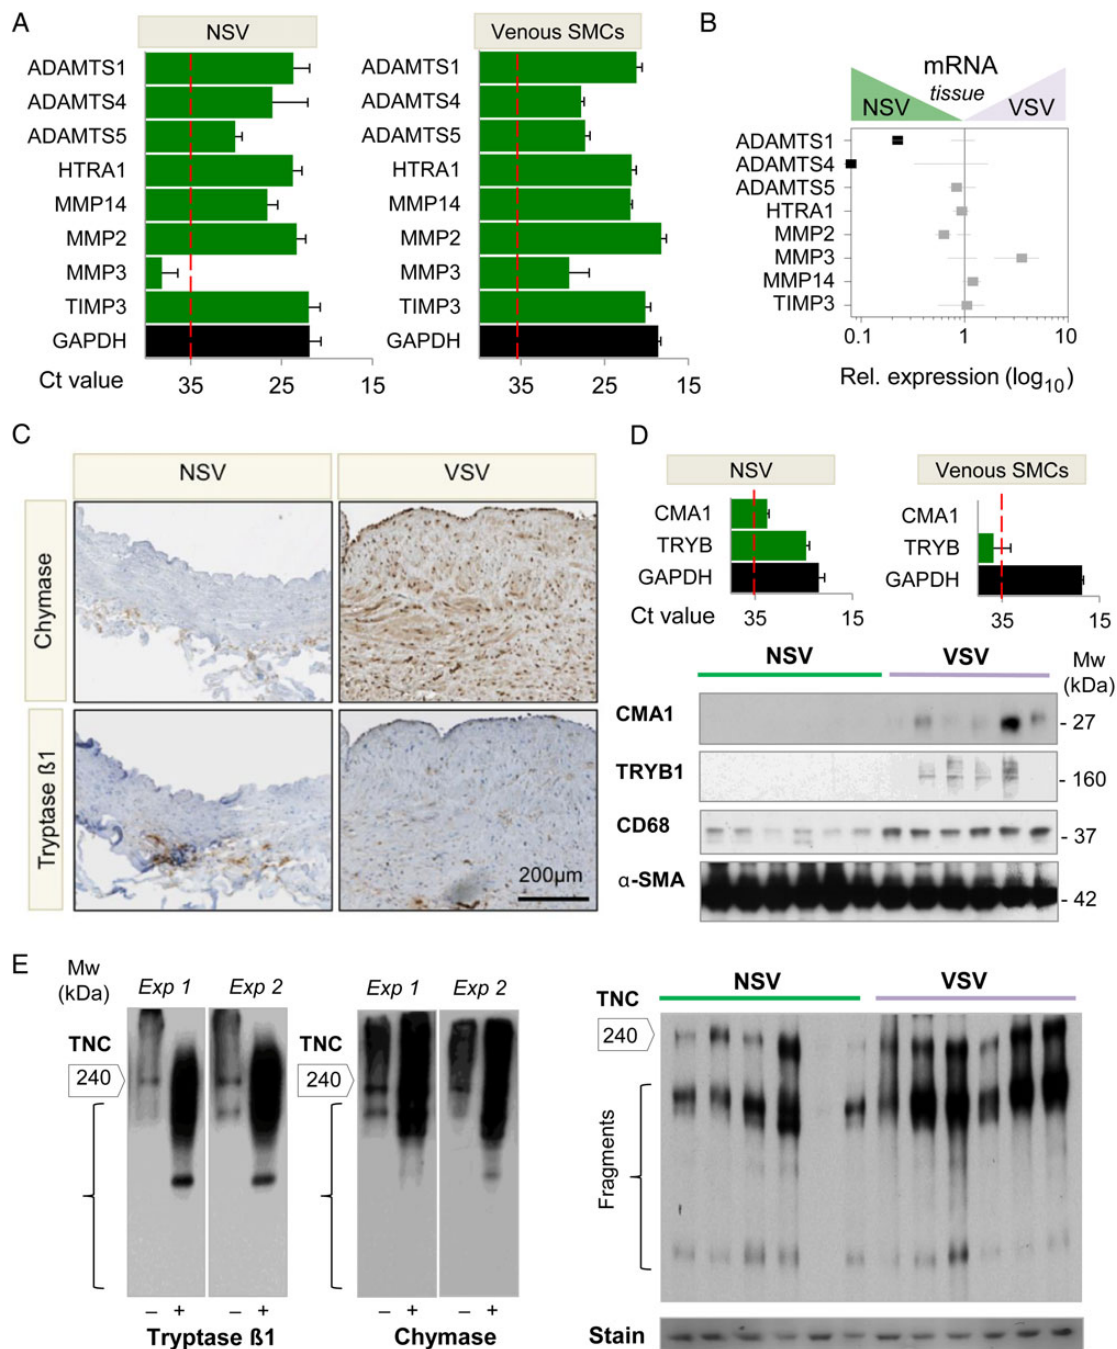 A
NSV
ADAMTS1
ADAMTS4
ADAMTS5
HTRA1
MMP14
MMP2
MMP3
TIMP3
GAPDH
Ct value
35
25
15
Venous SMCs
ADAMTS1
ADAMTS4
ADAMTS5
HTRA1
MMP14
MMP2
MMP3
TIMP3
GAPDH
35
25
15
B
mRNA
tissue
NSV
VSV
ADAMTS1
ADAMTS4
ADAMTS5
HTRA1
MMP2
MMP3
MMP14
TIMP3
0.1
1
10
Rel. expression (log10)
C
NSV
VSV
Chymase
Tryptase ß1
200µm
D
NSV
CMA1
TRYB
GAPDH
Ct value
35
15
Venous SMCs
CMA1
TRYB
GAPDH
35
15
NSV
VSV
Mw
(kDa)
CMA1
- 27
TRYB1
- 160
CD68
- 37
α-SMA
- 42
E
Mw
(kDa)
Exp 1
Exp 2
TNC
240
– +
– +
Tryptase ß1
Exp 1
Exp 2
TNC
240
– +
– +
Chymase
NSV
VSV
TNC
240
Fragments
Stain